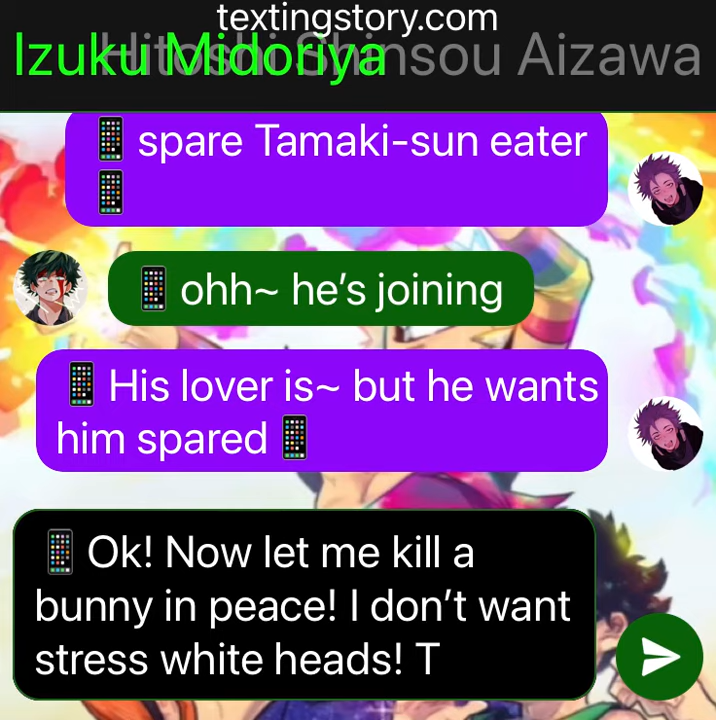 textingstory.com
Izuku Midoriya
Hitoshi Shinsou Aizawa
📱 spare Tamaki-sun eater
📱
📱 ohh~ he’s joining
📱 His lover is~ but he wants
him spared 📱
📱 Ok! Now let me kill a
bunny in peace! I don’t want
stress white heads! T